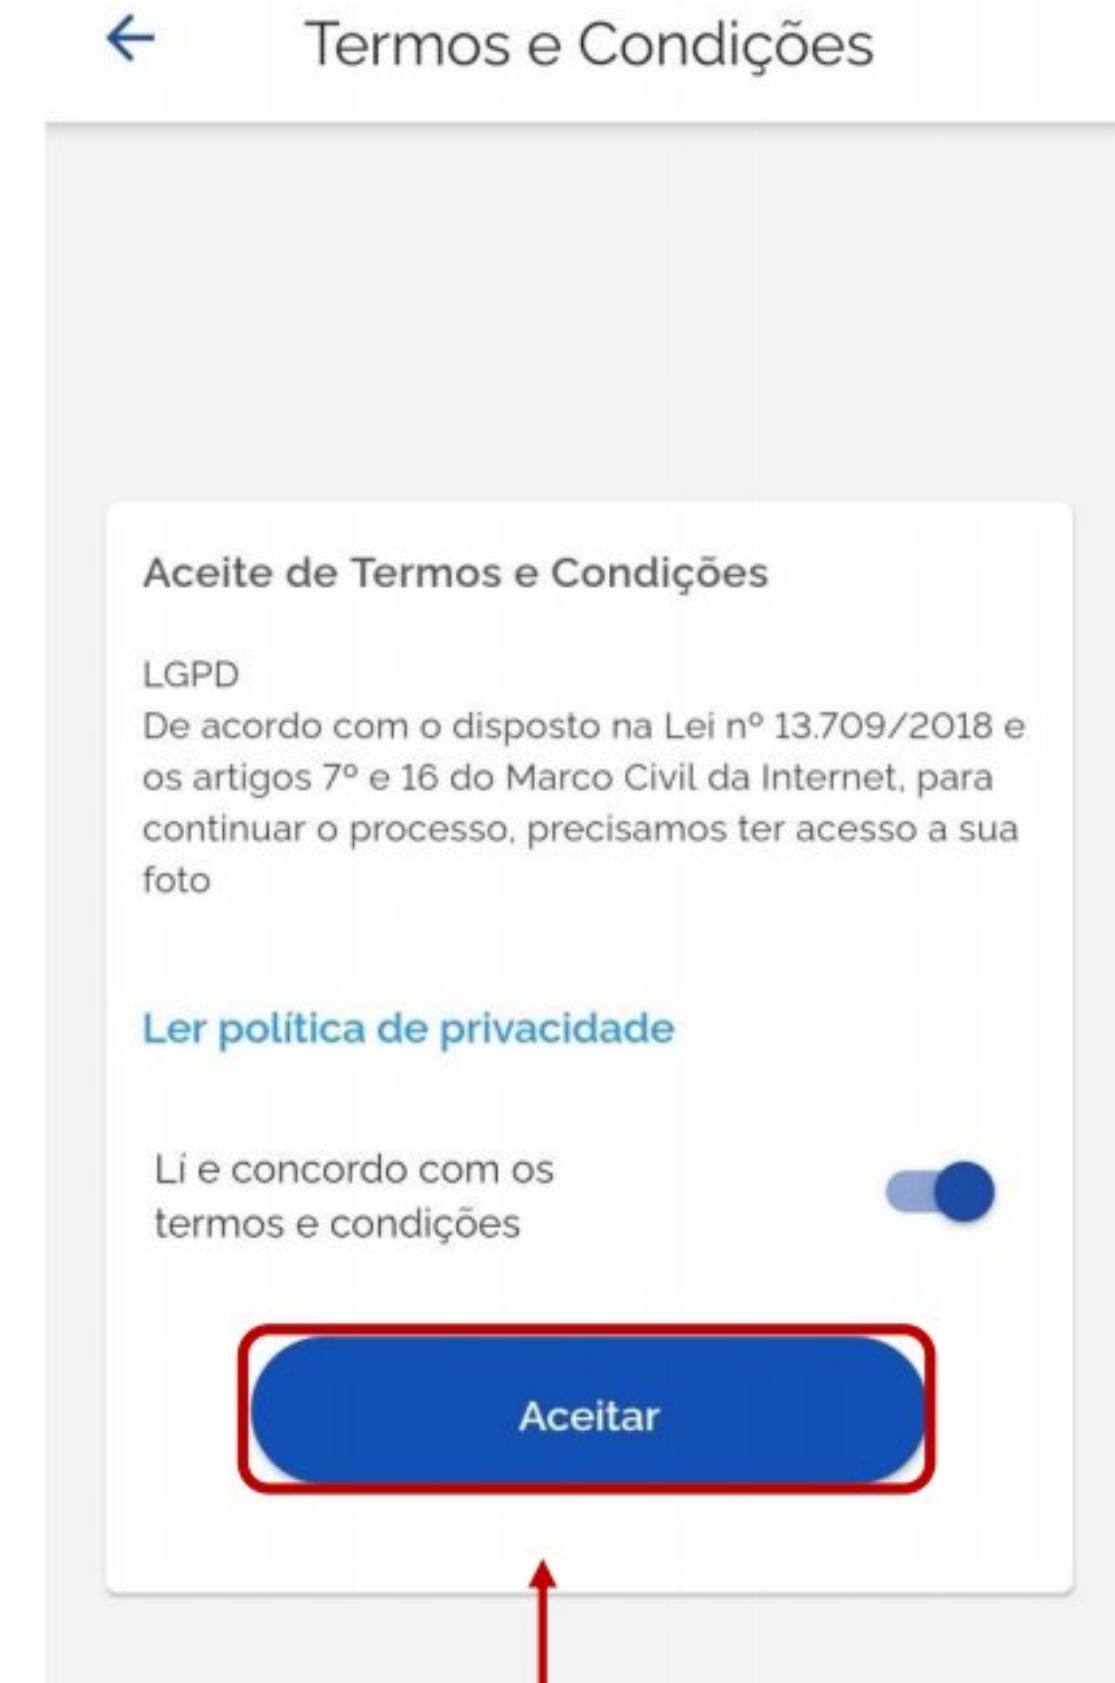 Termos e Condições
Aceite de Termos e Condições
LGPD
De acordo com o disposto na Lei nº 13.709/2018 e
os artigos 7º e 16 do Marco Civil da Internet, para
continuar o processo, precisamos ter acesso a sua
foto
Ler política de privacidade
Lí e concordo com os
termos e condições
Aceitar